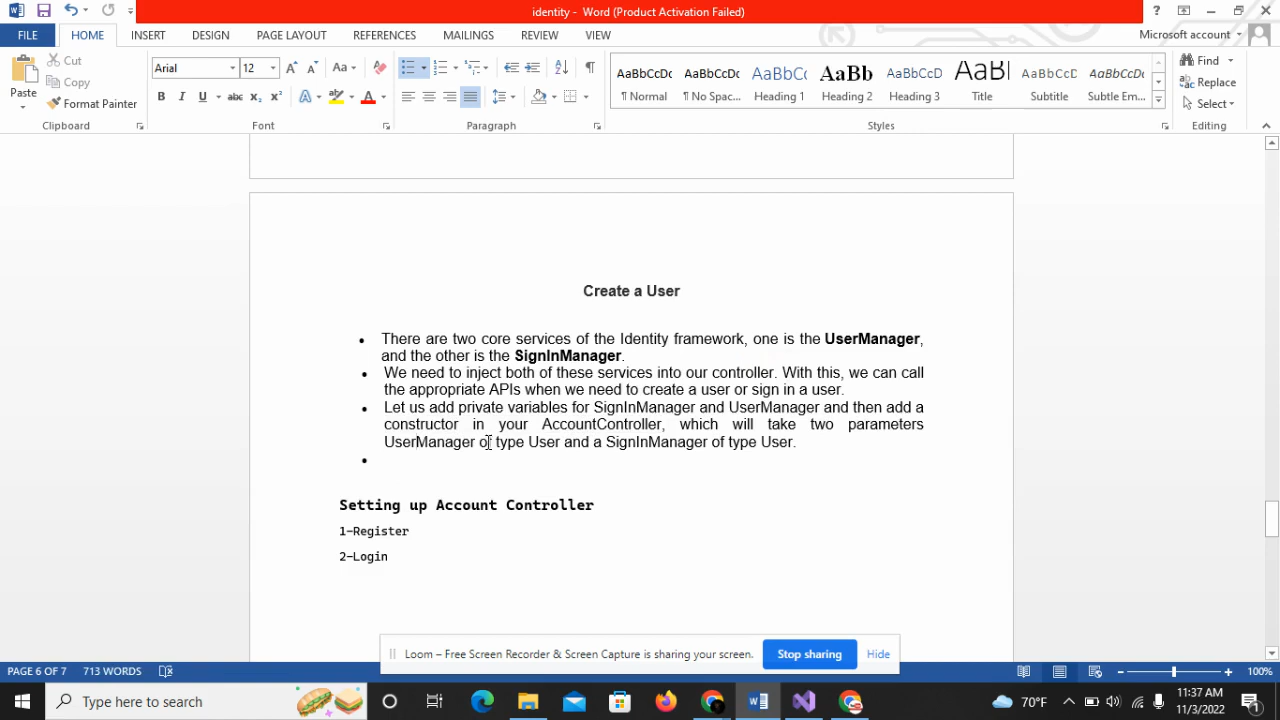 identity - Word (Product Activation Failed)
FILE HOME INSERT DESIGN PAGE LAYOUT REFERENCES MAILINGS REVIEW VIEW Microsoft account
Paste Cut Copy Format Painter
Clipboard
Arial 12
Font
Paragraph
AaBbCcDc AaBbCcDc AaBbC AaBb AaBbCcD AaBl AaBbCcD AaBbCcDc
¶ Normal ¶ No Spac... Heading 1 Heading 2 Heading 3 Title Subtitle Subtle Em...
Styles
Find
Replace
Select
Editing
Create a User
• There are two core services of the Identity framework, one is the UserManager,
and the other is the SignInManager.
• We need to inject both of these services into our controller. With this, we can call
the appropriate APIs when we need to create a user or sign in a user.
• Let us add private variables for SignInManager and UserManager and then add a
constructor in your AccountController, which will take two parameters
UserManager of type User and a SignInManager of type User.
•
Setting up Account Controller
1-Register
2-Login
Loom – Free Screen Recorder & Screen Capture is sharing your screen. Stop sharing Hide
PAGE 6 OF 7 713 WORDS 100%
Type here to search
70°F
11:37 AM
11/3/2022
1